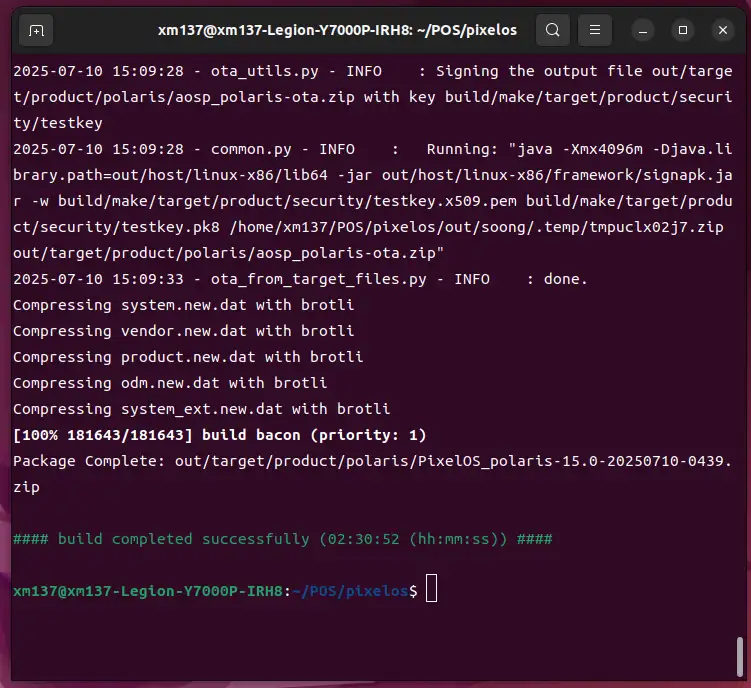 xm137@xm137-Legion-Y7000P-IRH8: ~/POS/pixelos
2025-07-10 15:09:28 - ota_utils.py - INFO    : Signing the output file out/targe
t/product/polaris/aosp_polaris-ota.zip with key build/make/target/product/securi
ty/testkey
2025-07-10 15:09:28 - common.py - INFO    :   Running: "java -Xmx4096m -Djava.li
brary.path=out/host/linux-x86/lib64 -jar out/host/linux-x86/framework/signapk.ja
r -w build/make/target/product/security/testkey.x509.pem build/make/target/produ
ct/security/testkey.pk8 /home/xm137/POS/pixelos/out/soong/.temp/tmpuclx02j7.zip
out/target/product/polaris/aosp_polaris-ota.zip"
2025-07-10 15:09:33 - ota_from_target_files.py - INFO    : done.
Compressing system.new.dat with brotli
Compressing vendor.new.dat with brotli
Compressing product.new.dat with brotli
Compressing odm.new.dat with brotli
Compressing system_ext.new.dat with brotli
[100% 181643/181643] build bacon (priority: 1)
Package Complete: out/target/product/polaris/PixelOS_polaris-15.0-20250710-0439.
zip
#### build completed successfully (02:30:52 (hh:mm:ss)) ####
xm137@xm137-Legion-Y7000P-IRH8:~/POS/pixelos$